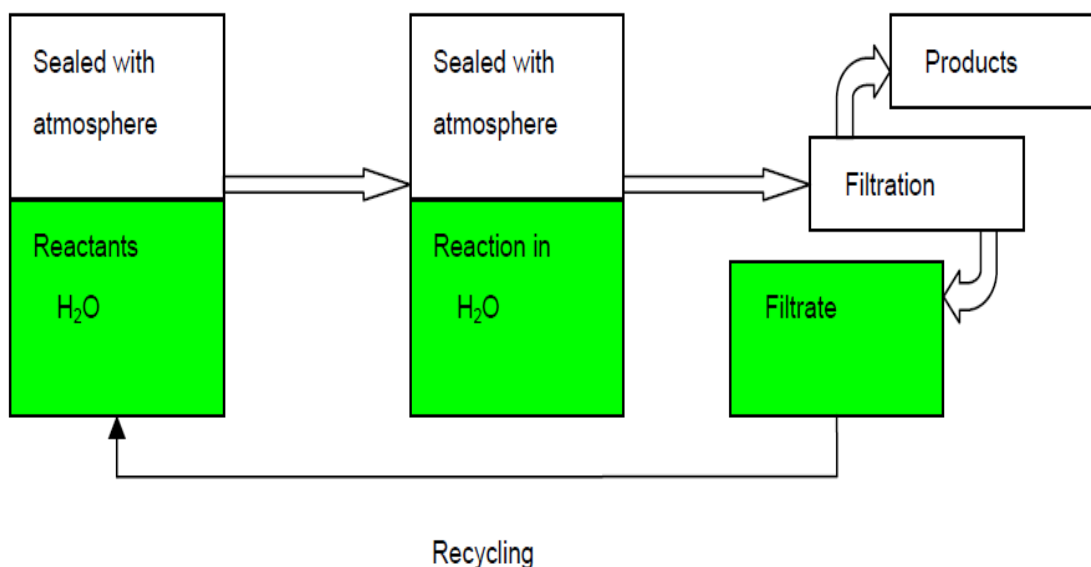 Sealed with
atmosphere
Reactants
H₂O
Sealed with
atmosphere
Reaction in
H₂O
Products
Filtration
Filtrate
Recycling